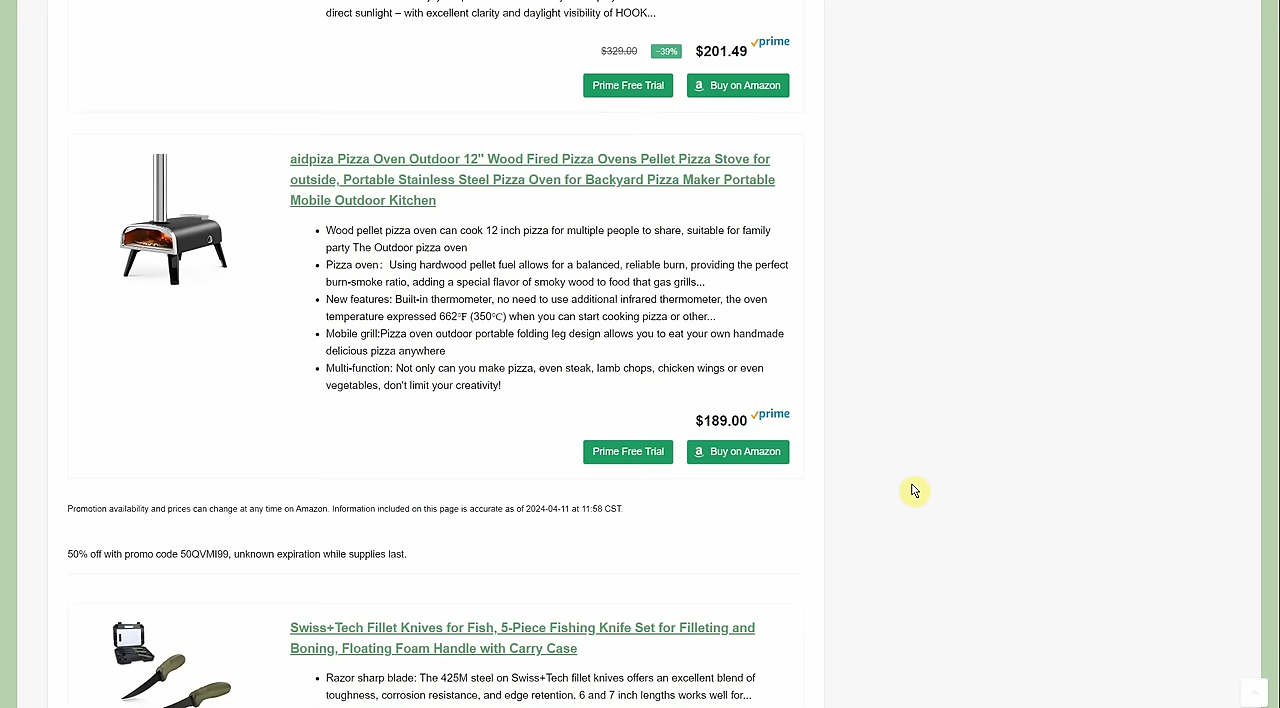 direct sunlight – with excellent clarity and daylight visibility of HOOK...
$329.00 −39% $201.49 prime
Prime Free Trial Buy on Amazon
aidpiza Pizza Oven Outdoor 12" Wood Fired Pizza Ovens Pellet Pizza Stove for
outside, Portable Stainless Steel Pizza Oven for Backyard Pizza Maker Portable
Mobile Outdoor Kitchen
• Wood pellet pizza oven can cook 12 inch pizza for multiple people to share, suitable for family
party The Outdoor pizza oven
• Pizza oven：Using hardwood pellet fuel allows for a balanced, reliable burn, providing the perfect
burn-smoke ratio, adding a special flavor of smoky wood to food that gas grills...
• New features: Built-in thermometer, no need to use additional infrared thermometer, the oven
temperature expressed 662℉ (350℃) when you can start cooking pizza or other...
• Mobile grill:Pizza oven outdoor portable folding leg design allows you to eat your own handmade
delicious pizza anywhere
• Multi-function: Not only can you make pizza, even steak, lamb chops, chicken wings or even
vegetables, don't limit your creativity!
$189.00 prime
Prime Free Trial Buy on Amazon
Promotion availability and prices can change at any time on Amazon. Information included on this page is accurate as of 2024-04-11 at 11:58 CST.
50% off with promo code 50QVMI99, unknown expiration while supplies last.
Swiss+Tech Fillet Knives for Fish, 5-Piece Fishing Knife Set for Filleting and
Boning, Floating Foam Handle with Carry Case
• Razor sharp blade: The 425M steel on Swiss+Tech fillet knives offers an excellent blend of
toughness, corrosion resistance, and edge retention. 6 and 7 inch lengths works well for...